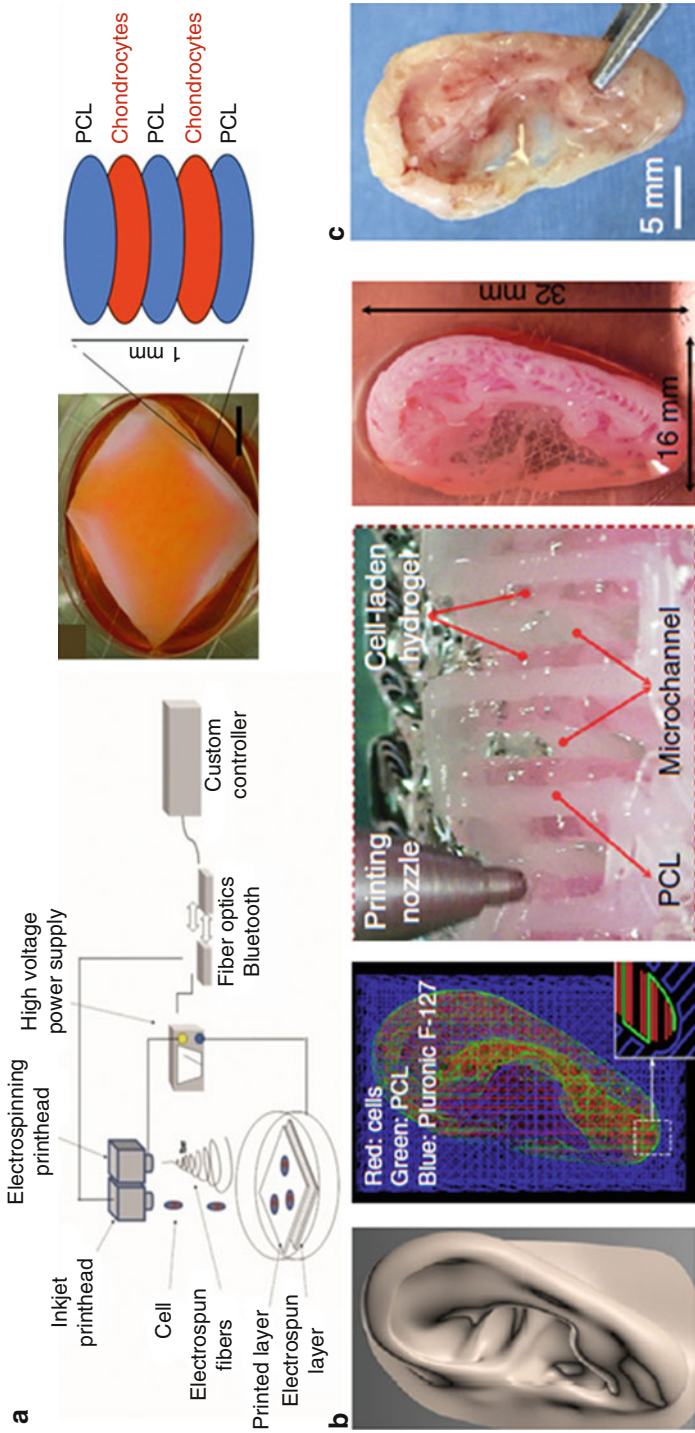 a
Inkjet
printhead
Electrospinning
printhead
High voltage
power supply
Cell
Electrospun
fibers
Printed layer
Electrospun
layer
Fiber optics
Bluetooth
Custom
controller
1 mm
PCL
Chondrocytes
PCL
Chondrocytes
PCL
b
Red: cells
Green: PCL
Blue: Pluronic F-127
Printing
nozzle
Cell-laden
hydrogel
PCL
Microchannel
16 mm
32 mm
c
5 mm